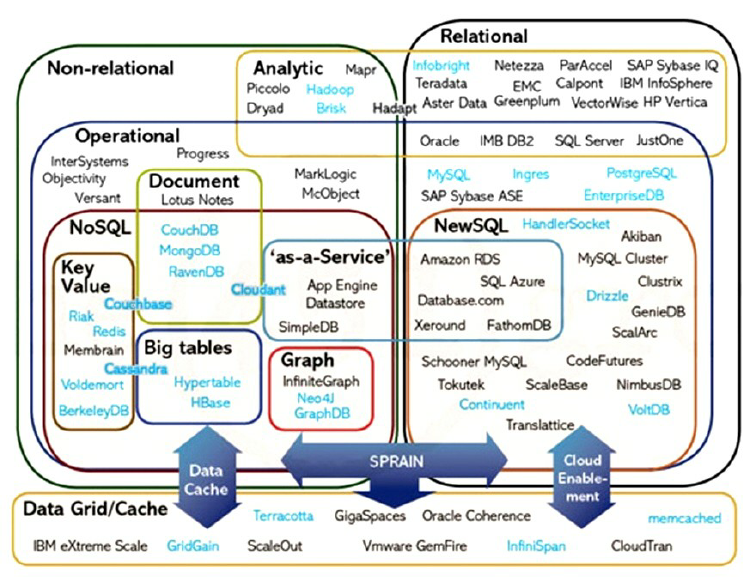 Relational
Non-relational
Analytic Mapr
Piccolo Hadoop
Dryad Brisk Hadapt
Infobright Netezza ParAccel SAP Sybase IQ
Teradata EMC Calpont IBM InfoSphere
Aster Data Greenplum VectorWise HP Vertica
Operational
Oracle IMB DB2 SQL Server JustOne
InterSystems Progress
Objectivity
Versant
Document
Lotus Notes
MarkLogic
McObject
MySQL Ingres PostgreSQL
SAP Sybase ASE EnterpriseDB
NoSQL
CouchDB
MongoDB
RavenDB
Key
Value
Couchbase
Riak
Redis
Membrain
Cassandra
Voldemort
BerkeleyDB
Big tables
Hypertable
HBase
Cloudant
'as-a-Service'
App Engine
Datastore
SimpleDB
Graph
InfiniteGraph
Neo4J
GraphDB
NewSQL HandlerSocket
Akiban
Amazon RDS MySQL Cluster
SQL Azure Clustrix
Database.com Drizzle
GenieDB
Xeround FathomDB ScalArc
Schooner MySQL CodeFutures
Tokutek ScaleBase NimbusDB
Continuent VoltDB
Translattice
Data
Cache
SPRAIN
Cloud
Enable-
ment
Data Grid/Cache
Terracotta GigaSpaces Oracle Coherence memcached
IBM eXtreme Scale GridGain ScaleOut Vmware GemFire InfiniSpan CloudTran